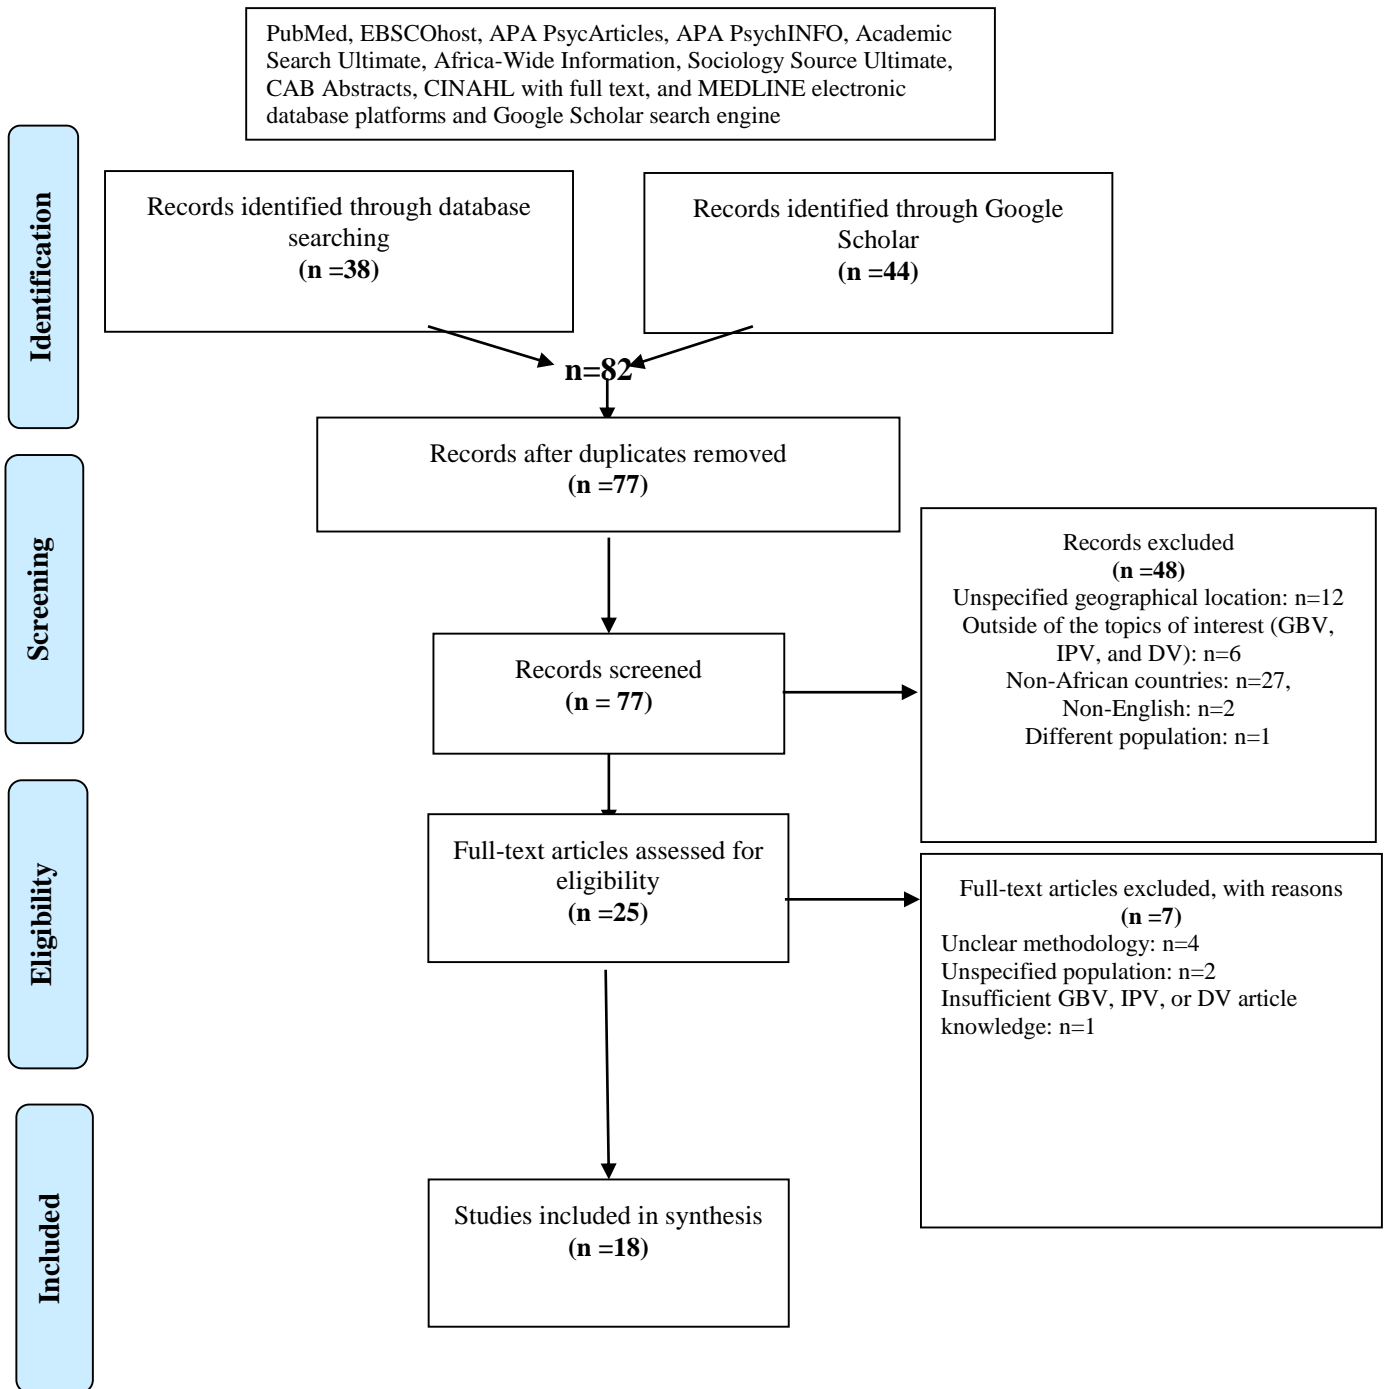 PubMed, EBSCOhost, APA PsycArticles, APA PsychINFO, Academic
Search Ultimate, Africa-Wide Information, Sociology Source Ultimate,
CAB Abstracts, CINAHL with full text, and MEDLINE electronic
database platforms and Google Scholar search engine
Identification
Records identified through database
searching
(n =38)
Records identified through Google
Scholar
(n =44)
n=82
Records after duplicates removed
(n =77)
Screening
Records screened
(n = 77)
Records excluded
(n =48)
Unspecified geographical location: n=12
Outside of the topics of interest (GBV,
IPV, and DV): n=6
Non-African countries: n=27,
Non-English: n=2
Different population: n=1
Eligibility
Full-text articles assessed for
eligibility
(n =25)
Full-text articles excluded, with reasons
(n =7)
Unclear methodology: n=4
Unspecified population: n=2
Insufficient GBV, IPV, or DV article
knowledge: n=1
Included
Studies included in synthesis
(n =18)